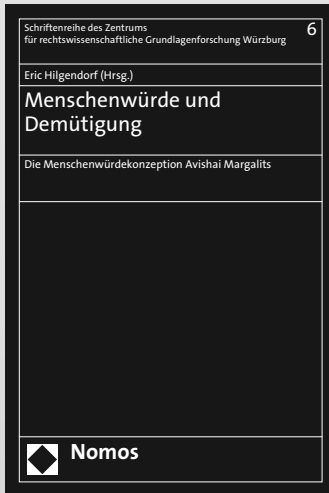 Schriftenreihe des Zentrums
für rechtswissenschaftliche Grundlagenforschung Würzburg
6
Eric Hilgendorf (Hrsg.)
Menschenwürde und
Demütigung
Die Menschenwürdekonzeption Avishai Margalits
Nomos